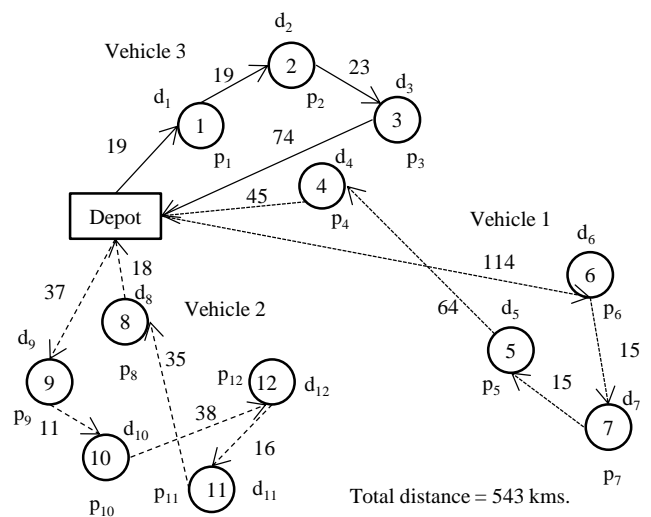 d2
Vehicle 3
19
2
23
d3
d1
p2
1
3
19
74
p1
d4
p3
45
4
Depot
p4
Vehicle 1
d6
114
6
18
37
d8
Vehicle 2
64
d5
p6
8
d9
35
5
15
p8
p12
9
12
d12
p5
15
d7
p9
11
d10
38
7
10
16
p11
11
d11
p7
p10
Total distance = 543 kms.